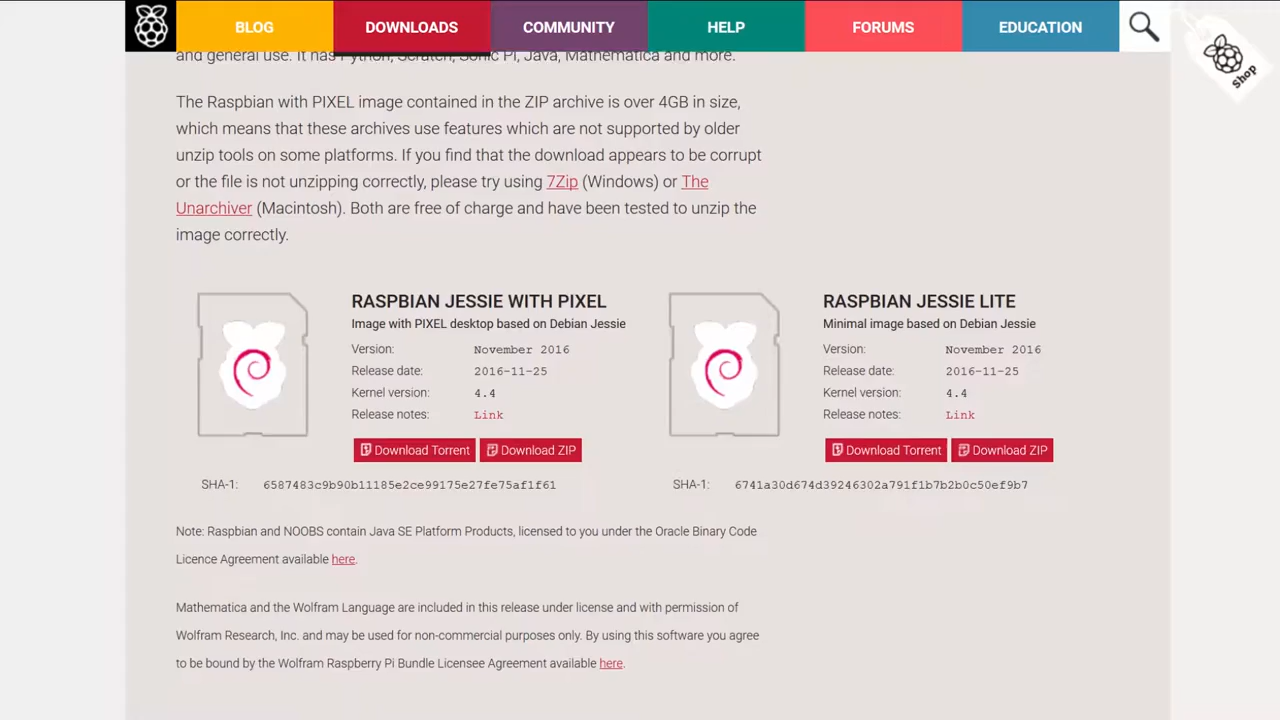 BLOG
DOWNLOADS
COMMUNITY
HELP
FORUMS
EDUCATION
Shop
and general use. It has Python, Scratch, Sonic Pi, Java, Mathematica and more.
The Raspbian with PIXEL image contained in the ZIP archive is over 4GB in size,
which means that these archives use features which are not supported by older
unzip tools on some platforms. If you find that the download appears to be corrupt
or the file is not unzipping correctly, please try using 7Zip (Windows) or The
Unarchiver (Macintosh). Both are free of charge and have been tested to unzip the
image correctly.
RASPBIAN JESSIE WITH PIXEL
Image with PIXEL desktop based on Debian Jessie
Version: November 2016
Release date: 2016-11-25
Kernel version: 4.4
Release notes: Link
Download Torrent Download ZIP
SHA-1: 6587483c9b90b11185e2ce99175e27fe75af1f61
RASPBIAN JESSIE LITE
Minimal image based on Debian Jessie
Version: November 2016
Release date: 2016-11-25
Kernel version: 4.4
Release notes: Link
Download Torrent Download ZIP
SHA-1: 6741a30d674d39246302a791f1b7b2b0c50ef9b7
Note: Raspbian and NOOBS contain Java SE Platform Products, licensed to you under the Oracle Binary Code
Licence Agreement available here.
Mathematica and the Wolfram Language are included in this release under license and with permission of
Wolfram Research, Inc. and may be used for non-commercial purposes only. By using this software you agree
to be bound by the Wolfram Raspberry Pi Bundle Licensee Agreement available here.